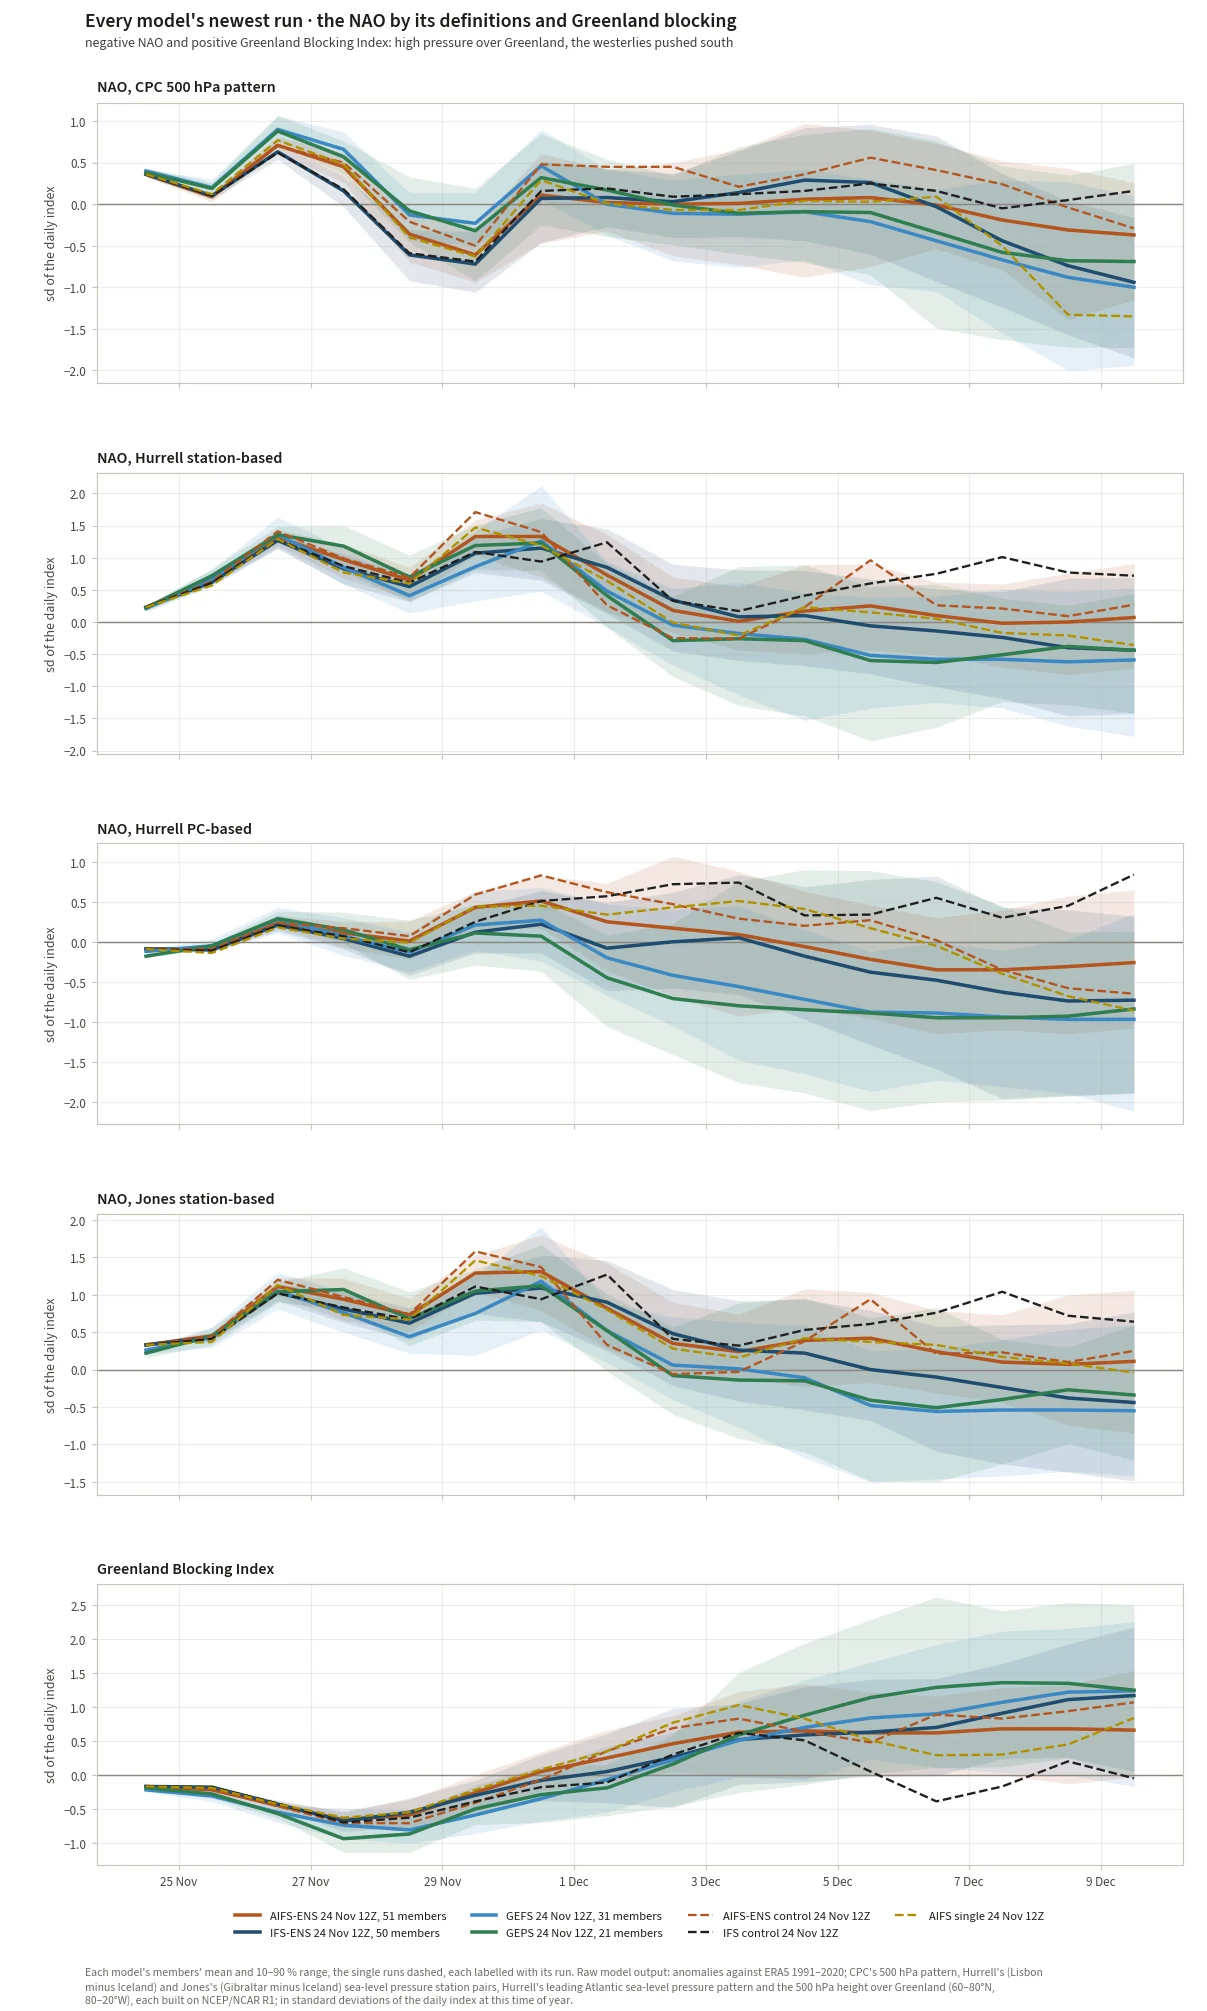 Every model's newest run · the NAO by its definitions and Greenland blocking
negative NAO and positive Greenland Blocking Index: high pressure over Greenland, the westerlies pushed south
NAO, CPC 500 hPa pattern
1.0
0.5
0.0
−0.5
−1.0
−1.5
−2.0
sd of the daily index
NAO, Hurrell station-based
2.0
1.5
1.0
0.5
0.0
−0.5
−1.0
−1.5
−2.0
sd of the daily index
NAO, Hurrell PC-based
1.0
0.5
0.0
−0.5
−1.0
−1.5
−2.0
sd of the daily index
NAO, Jones station-based
2.0
1.5
1.0
0.5
0.0
−0.5
−1.0
−1.5
sd of the daily index
Greenland Blocking Index
2.5
2.0
1.5
1.0
0.5
0.0
−0.5
−1.0
sd of the daily index
25 Nov 27 Nov 29 Nov 1 Dec 3 Dec 5 Dec 7 Dec 9 Dec
AIFS-ENS 24 Nov 12Z, 51 members GEFS 24 Nov 12Z, 31 members AIFS-ENS control 24 Nov 12Z AIFS single 24 Nov 12Z
IFS-ENS 24 Nov 12Z, 50 members GEPS 24 Nov 12Z, 21 members IFS control 24 Nov 12Z
Each model's members' mean and 10–90 % range, the single runs dashed, each labelled with its run. Raw model output: anomalies against ERA5 1991–2020; CPC's 500 hPa pattern, Hurrell's (Lisbon
minus Iceland) and Jones's (Gibraltar minus Iceland) sea-level pressure station pairs, Hurrell's leading Atlantic sea-level pressure pattern and the 500 hPa height over Greenland (60–80°N,
80–20°W), each built on NCEP/NCAR R1; in standard deviations of the daily index at this time of year.